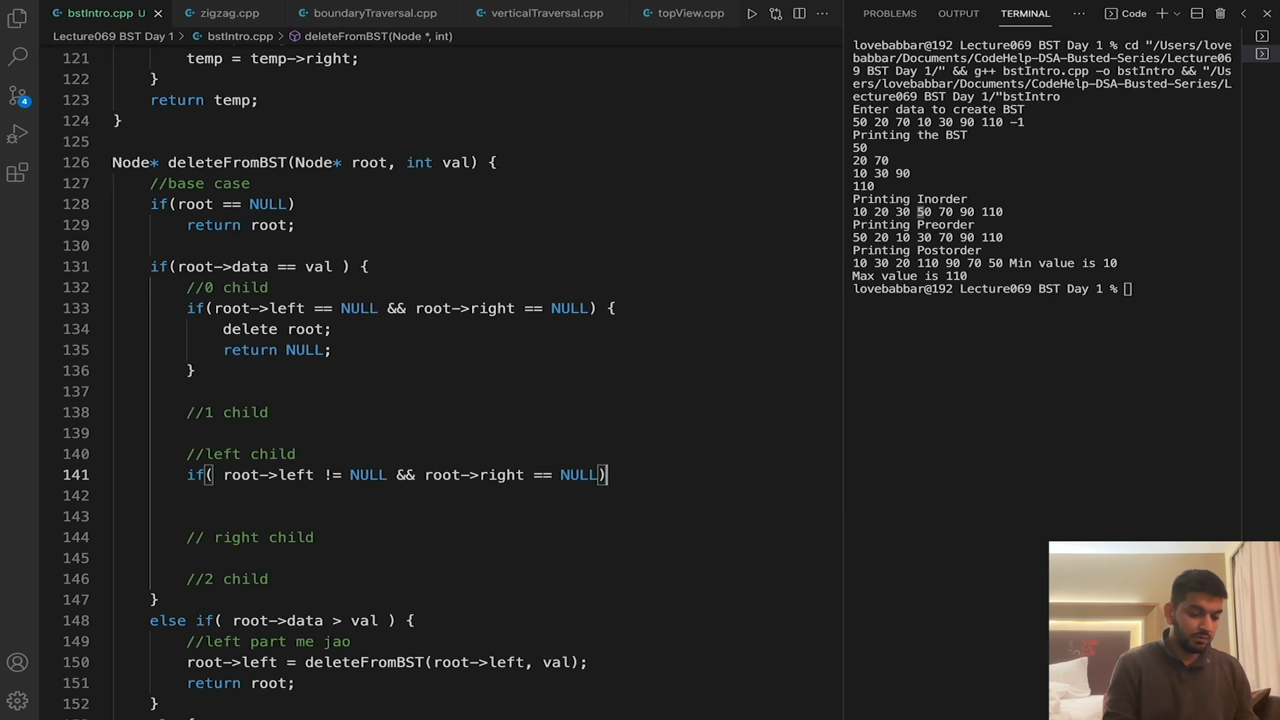 bstIntro.cpp U
zigzag.cpp
boundaryTraversal.cpp
verticalTraversal.cpp
topView.cpp
Lecture069 BST Day 1 > bstIntro.cpp > deleteFromBST(Node *, int)
121 temp = temp->right;
122 }
123 return temp;
124 }
125
126 Node* deleteFromBST(Node* root, int val) {
127 //base case
128 if(root == NULL)
129 return root;
130
131 if(root->data == val ) {
132 //0 child
133 if(root->left == NULL && root->right == NULL) {
134 delete root;
135 return NULL;
136 }
137
138 //1 child
139
140 //left child
141 if( root->left != NULL && root->right == NULL)
142
143
144 // right child
145
146 //2 child
147 }
148 else if( root->data > val ) {
149 //left part me jao
150 root->left = deleteFromBST(root->left, val);
151 return root;
152 }
4
PROBLEMS OUTPUT TERMINAL
Code
lovebabbar@192 Lecture069 BST Day 1 % cd "/Users/love
babbar/Documents/CodeHelp-DSA-Busted-Series/Lecture06
9 BST Day 1/" && g++ bstIntro.cpp -o bstIntro && "/Us
ers/lovebabbar/Documents/CodeHelp-DSA-Busted-Series/L
ecture069 BST Day 1/"bstIntro
Enter data to create BST
50 20 70 10 30 90 110 -1
Printing the BST
50
20 70
10 30 90
110
Printing Inorder
10 20 30 50 70 90 110
Printing Preorder
50 20 10 30 70 90 110
Printing Postorder
10 30 20 110 90 70 50 Min value is 10
Max value is 110
lovebabbar@192 Lecture069 BST Day 1 %